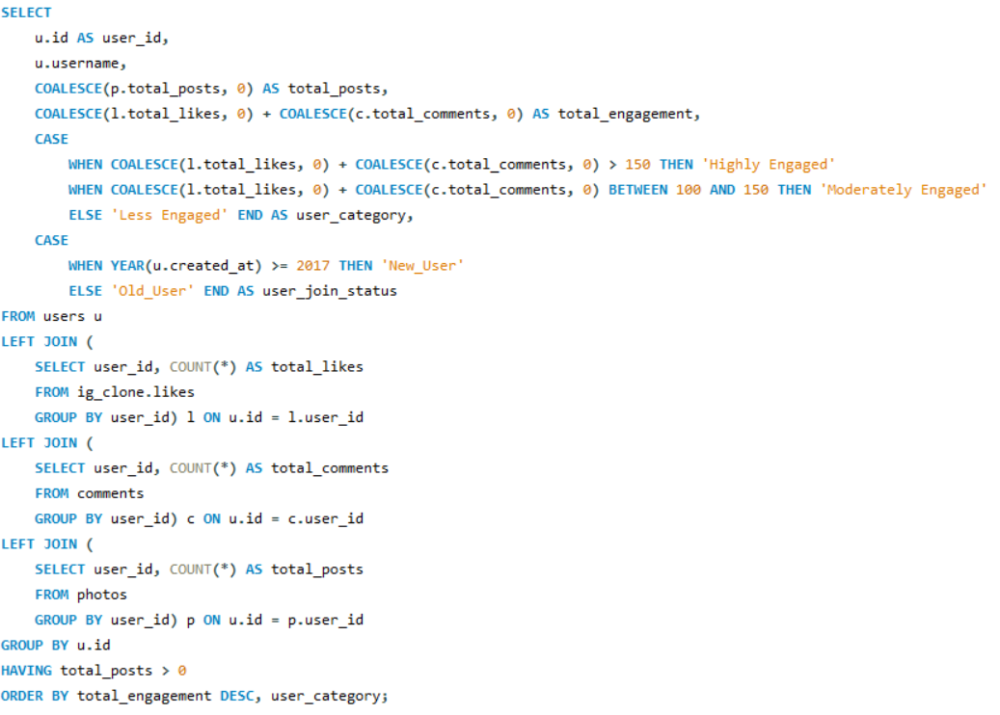 SELECT
    u.id AS user_id,
    u.username,
    COALESCE(p.total_posts, 0) AS total_posts,
    COALESCE(l.total_likes, 0) + COALESCE(c.total_comments, 0) AS total_engagement,
    CASE
        WHEN COALESCE(l.total_likes, 0) + COALESCE(c.total_comments, 0) > 150 THEN 'Highly Engaged'
        WHEN COALESCE(l.total_likes, 0) + COALESCE(c.total_comments, 0) BETWEEN 100 AND 150 THEN 'Moderately Engaged'
        ELSE 'Less Engaged' END AS user_category,
    CASE
        WHEN YEAR(u.created_at) >= 2017 THEN 'New_User'
        ELSE 'Old_User' END AS user_join_status
FROM users u
LEFT JOIN (
    SELECT user_id, COUNT(*) AS total_likes
    FROM ig_clone.likes
    GROUP BY user_id) l ON u.id = l.user_id
LEFT JOIN (
    SELECT user_id, COUNT(*) AS total_comments
    FROM comments
    GROUP BY user_id) c ON u.id = c.user_id
LEFT JOIN (
    SELECT user_id, COUNT(*) AS total_posts
    FROM photos
    GROUP BY user_id) p ON u.id = p.user_id
GROUP BY u.id
HAVING total_posts > 0
ORDER BY total_engagement DESC, user_category;